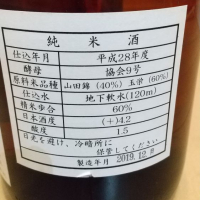 純米酒
仕込年月 平成28年度
酵母 協会9号
原料米品種 山田錦(40%) 玉栄(60%)
仕込水 地下軟水(120m)
精米歩合 60%
日本酒度 (+)4.2
酸度 1.5
日光を避け、冷暗所に
保管してください
製造年月 2019.12